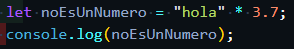 let noEsUnNumero = "hola" * 3.7;
console.log(noEsUnNumero);